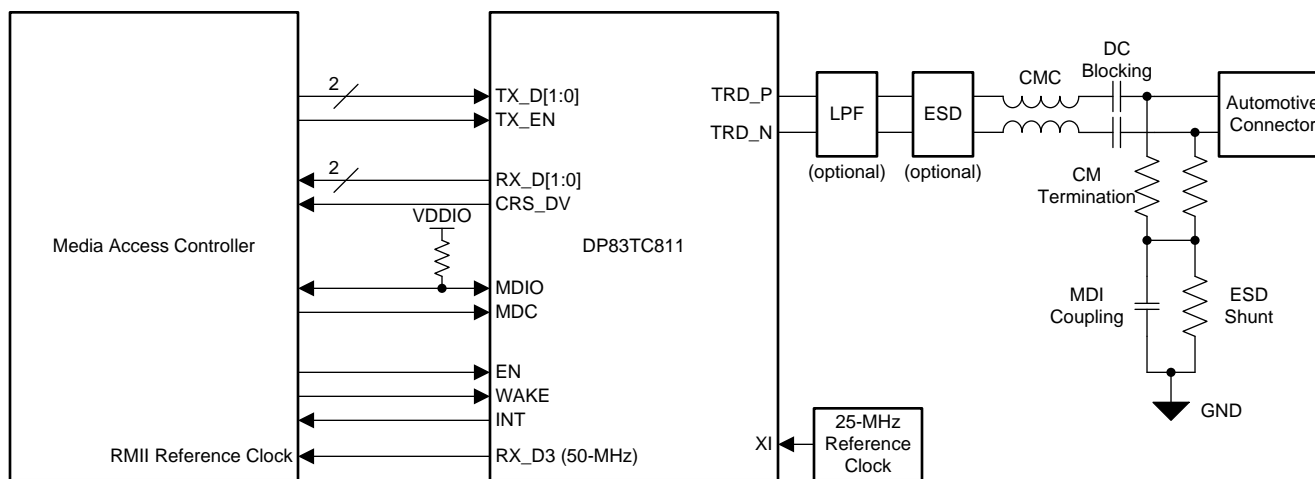 Media Access Controller
RMII Reference Clock
2
2
VDDIO
DP83TC811
TX_D[1:0]
TX_EN
RX_D[1:0]
CRS_DV
MDIO
MDC
EN
WAKE
INT
RX_D3 (50-MHz)
TRD_P
TRD_N
XI
25-MHz
Reference
Clock
LPF
(optional)
ESD
(optional)
CMC
DC
Blocking
Automotive
Connector
CM
Termination
MDI
Coupling
ESD
Shunt
GND